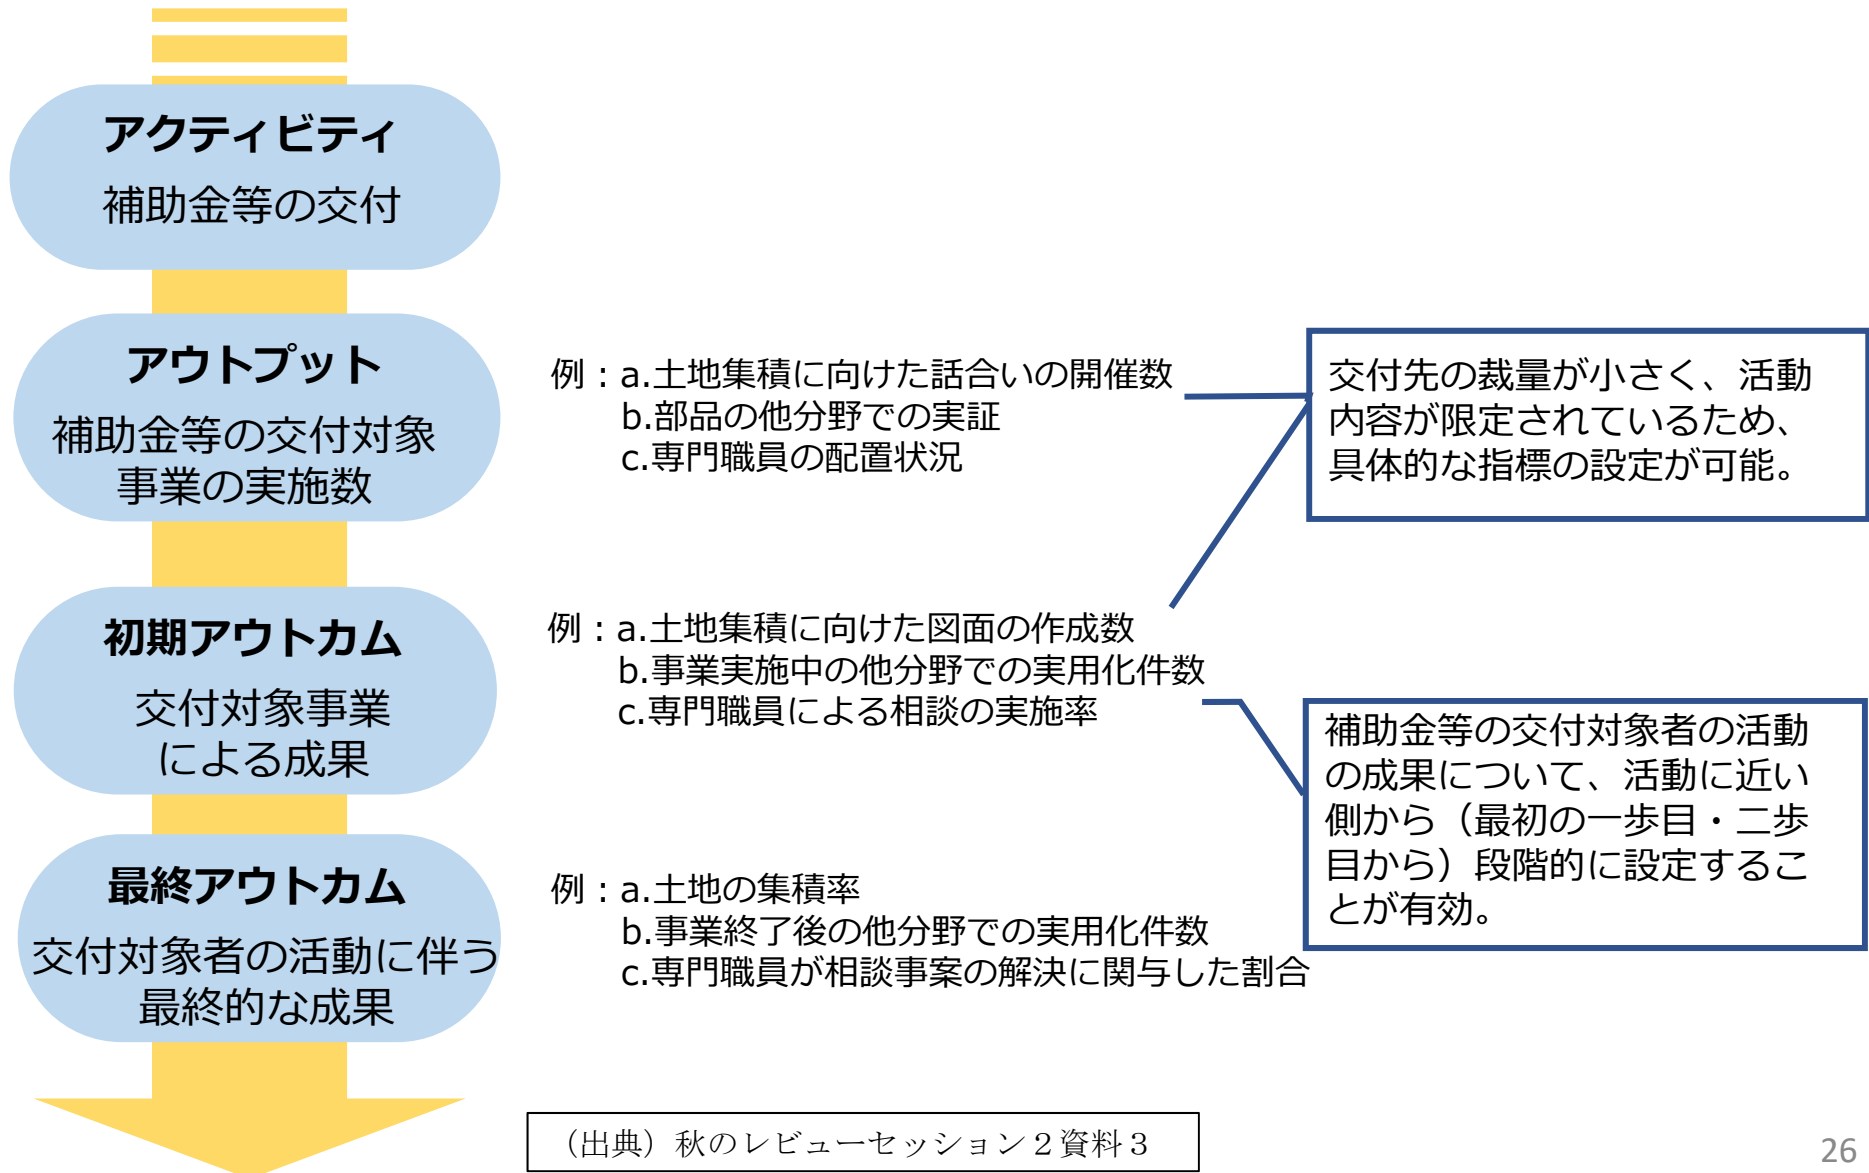 アクティビティ
補助金等の交付
アウトプット
補助金等の交付対象
事業の実施数
例：a.土地集積に向けた話合いの開催数
b.部品の他分野での実証
c.専門職員の配置状況
交付先の裁量が小さく、活動
内容が限定されているため、
具体的な指標の設定が可能。
初期アウトカム
交付対象事業
による成果
例：a.土地集積に向けた図面の作成数
b.事業実施中の他分野での実用化件数
c.専門職員による相談の実施率
補助金等の交付対象者の活動
の成果について、活動に近い
側から（最初の一歩目・二歩
目から）段階的に設定するこ
とが有効。
最終アウトカム
交付対象者の活動に伴う
最終的な成果
例：a.土地の集積率
b.事業終了後の他分野での実用化件数
c.専門職員が相談事案の解決に関与した割合
（出典）秋のレビューセッション２資料３
26